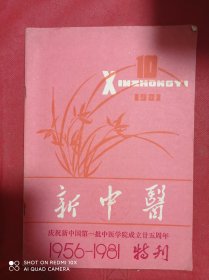 10
XINZHONGYI
1981
新中醫
庆祝新中国第一批中医学院成立廿五周年
1956-1981 特刊
SHOT ON REDMI 10X
AI QUAD CAMERA